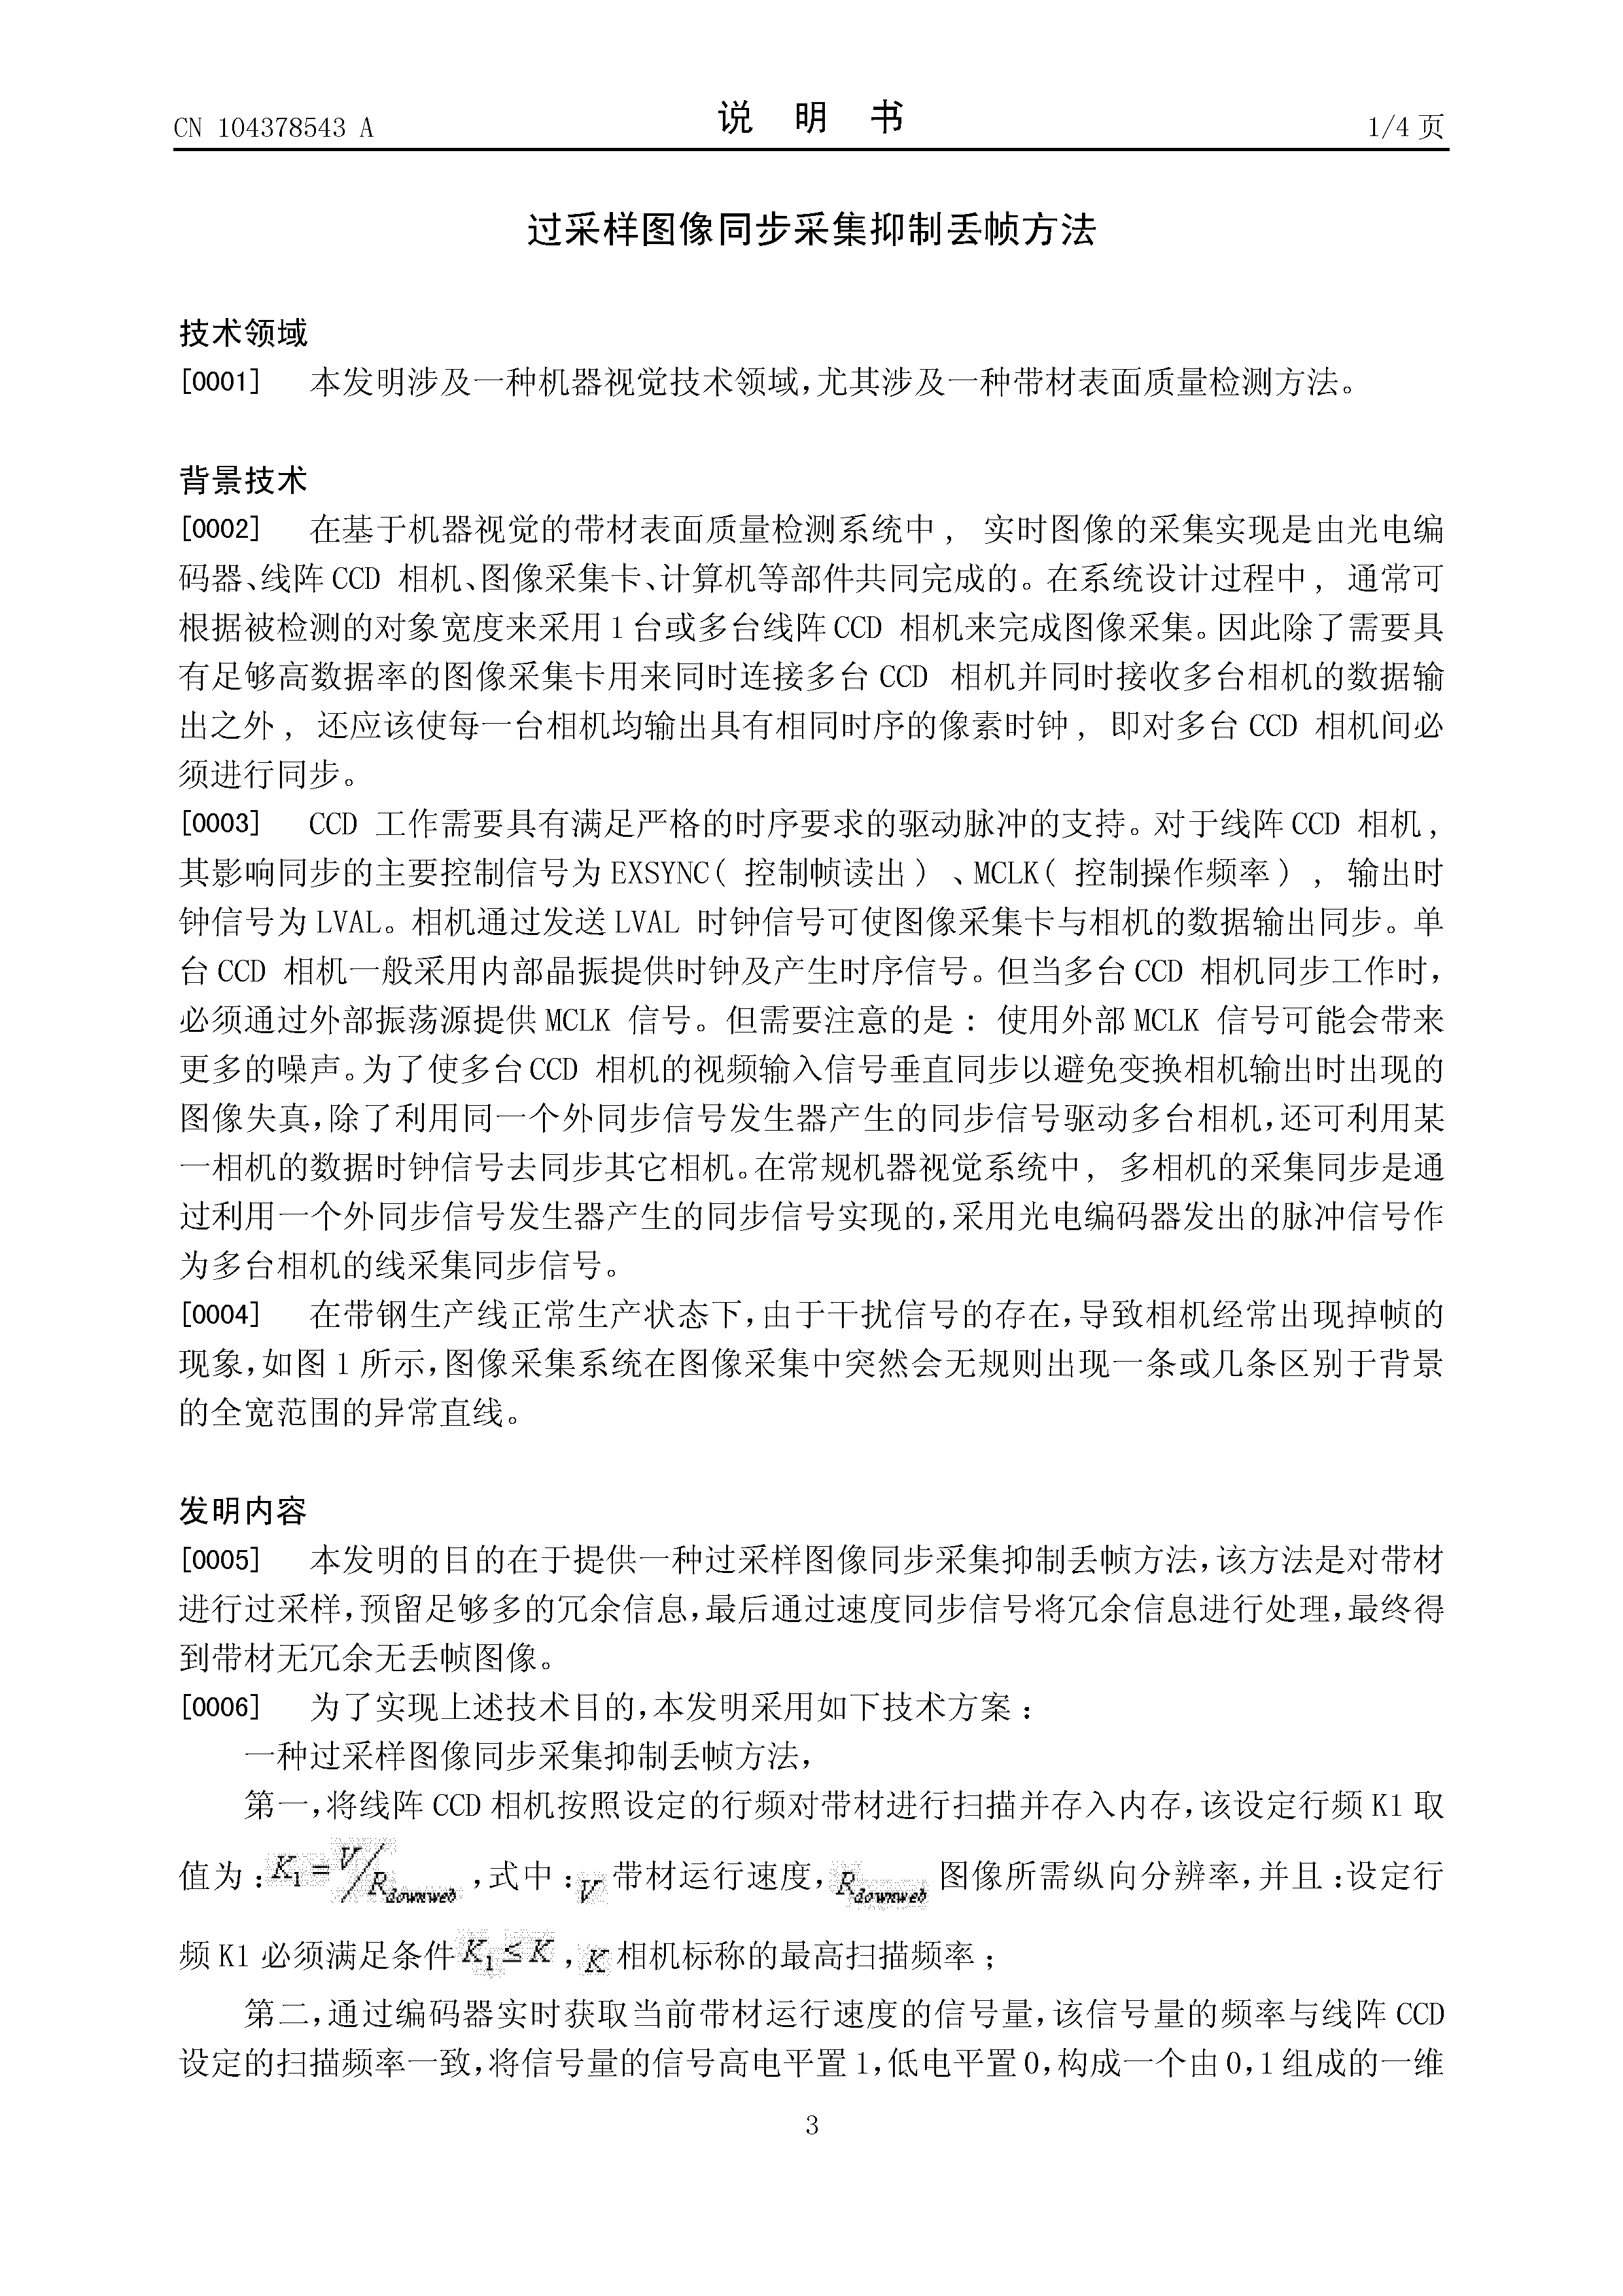 CN 104378543 A
说 明 书
1/4 页
过采样图像同步采集抑制丢帧方法
技术领域
[0001] 本发明涉及一种机器视觉技术领域,尤其涉及一种带材表面质量检测方法。
背景技术
[0002] 在基于机器视觉的带材表面质量检测系统中， 实时图像的采集实现是由光电编
码器、线阵 CCD 相机、图像采集卡、计算机等部件共同完成的。在系统设计过程中， 通常可
根据被检测的对象宽度来采用 1 台或多台线阵 CCD 相机来完成图像采集。因此除了需要具
有足够高数据率的图像采集卡用来同时连接多台 CCD 相机并同时接收多台相机的数据输
出之外， 还应该使每一台相机均输出具有相同时序的像素时钟， 即对多台 CCD 相机间必
须进行同步。
[0003] CCD 工作需要具有满足严格的时序要求的驱动脉冲的支持。对于线阵 CCD 相机，
其影响同步的主要控制信号为 EXSYNC( 控制帧读出 ) 、MCLK( 控制操作频率 ) ， 输出时
钟信号为 LVAL。相机通过发送 LVAL 时钟信号可使图像采集卡与相机的数据输出同步。单
台 CCD 相机一般采用内部晶振提供时钟及产生时序信号。但当多台 CCD 相机同步工作时，
必须通过外部振荡源提供 MCLK 信号。但需要注意的是： 使用外部 MCLK 信号可能会带来
更多的噪声。为了使多台 CCD 相机的视频输入信号垂直同步以避免变换相机输出时出现的
图像失真,除了利用同一个外同步信号发生器产生的同步信号驱动多台相机,还可利用某
一相机的数据时钟信号去同步其它相机。在常规机器视觉系统中， 多相机的采集同步是通
过利用一个外同步信号发生器产生的同步信号实现的,采用光电编码器发出的脉冲信号作
为多台相机的线采集同步信号。
[0004] 在带钢生产线正常生产状态下,由于干扰信号的存在,导致相机经常出现掉帧的
现象,如图 1 所示,图像采集系统在图像采集中突然会无规则出现一条或几条区别于背景
的全宽范围的异常直线。
发明内容
[0005] 本发明的目的在于提供一种过采样图像同步采集抑制丢帧方法,该方法是对带材
进行过采样,预留足够多的冗余信息,最后通过速度同步信号将冗余信息进行处理,最终得
到带材无冗余无丢帧图像。
[0006] 为了实现上述技术目的,本发明采用如下技术方案：
一种过采样图像同步采集抑制丢帧方法,
第一,将线阵 CCD 相机按照设定的行频对带材进行扫描并存入内存,该设定行频 K1 取
值为：K₁=V/R_downweb ,式中：V 带材运行速度, R_downweb 图像所需纵向分辨率,并且：设定行
频 K1 必须满足条件 K₁≤K ,K 相机标称的最高扫描频率；
第二,通过编码器实时获取当前带材运行速度的信号量,该信号量的频率与线阵 CCD
设定的扫描频率一致,将信号量的信号高电平置 1,低电平置 0,构成一个由 0,1 组成的一维
3